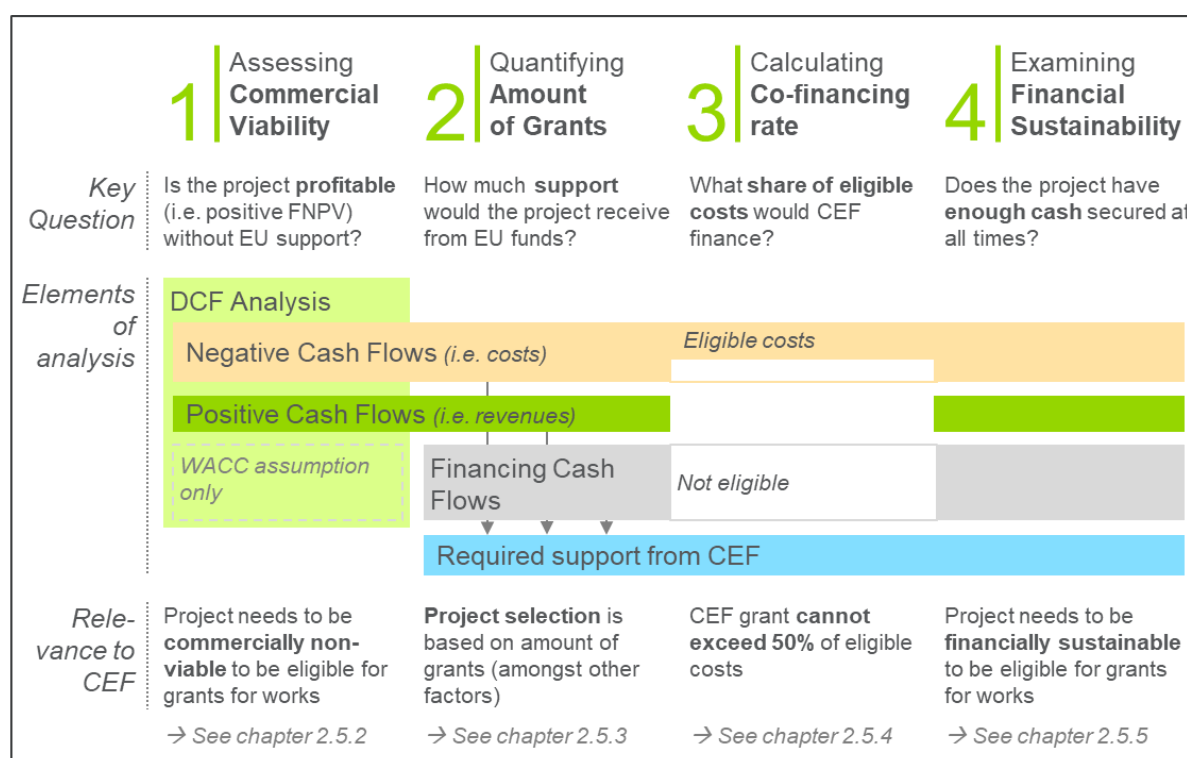 1
Assessing
Commercial
Viability
2
Quantifying
Amount
of Grants
3
Calculating
Co-financing
rate
4
Examining
Financial
Sustainability
Key
Question
Is the project profitable
(i.e. positive FNPV)
without EU support?
How much support
would the project receive
from EU funds?
What share of eligible
costs would CEF
finance?
Does the project have
enough cash secured at
all times?
Elements
of
analysis
DCF Analysis
Negative Cash Flows (i.e. costs)
Eligible costs
Positive Cash Flows (i.e. revenues)
WACC assumption
only
Financing Cash
Flows
Not eligible
Required support from CEF
Rele-
vance to
CEF
Project needs to be
commercially non-
viable to be eligible for
grants for works
Project selection is
based on amount of
grants (amongst other
factors)
CEF grant cannot
exceed 50% of eligible
costs
Project needs to be
financially sustainable
to be eligible for grants
for works
→ See chapter 2.5.2
→ See chapter 2.5.3
→ See chapter 2.5.4
→ See chapter 2.5.5